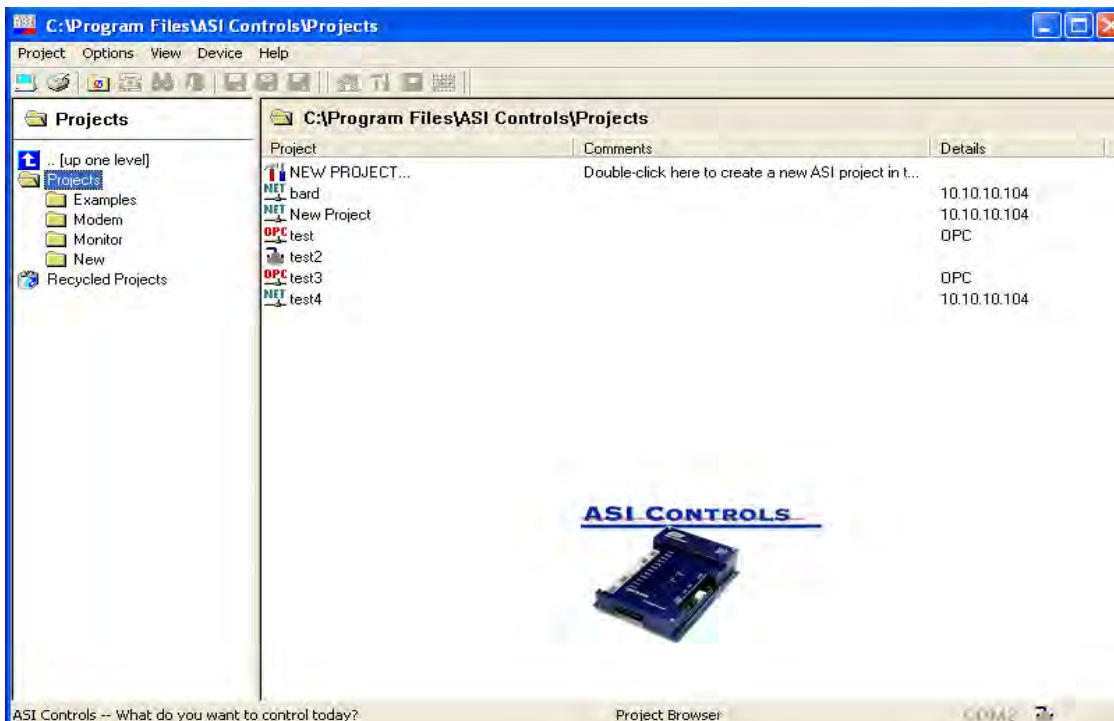 ASI C:\Program Files\ASI Controls\Projects
Project Options View Device Help
Projects
C:\Program Files\ASI Controls\Projects
.. [up one level]
Projects
Examples
Modem
Monitor
New
Recycled Projects
Project Comments Details
NEW PROJECT... Double-click here to create a new ASI project in t...
NET bard 10.10.10.104
NET New Project 10.10.10.104
OPC test OPC
test2
OPC test3 OPC
NET test4 10.10.10.104
ASI CONTROLS
ASI Controls -- What do you want to control today? Project Browser COM2